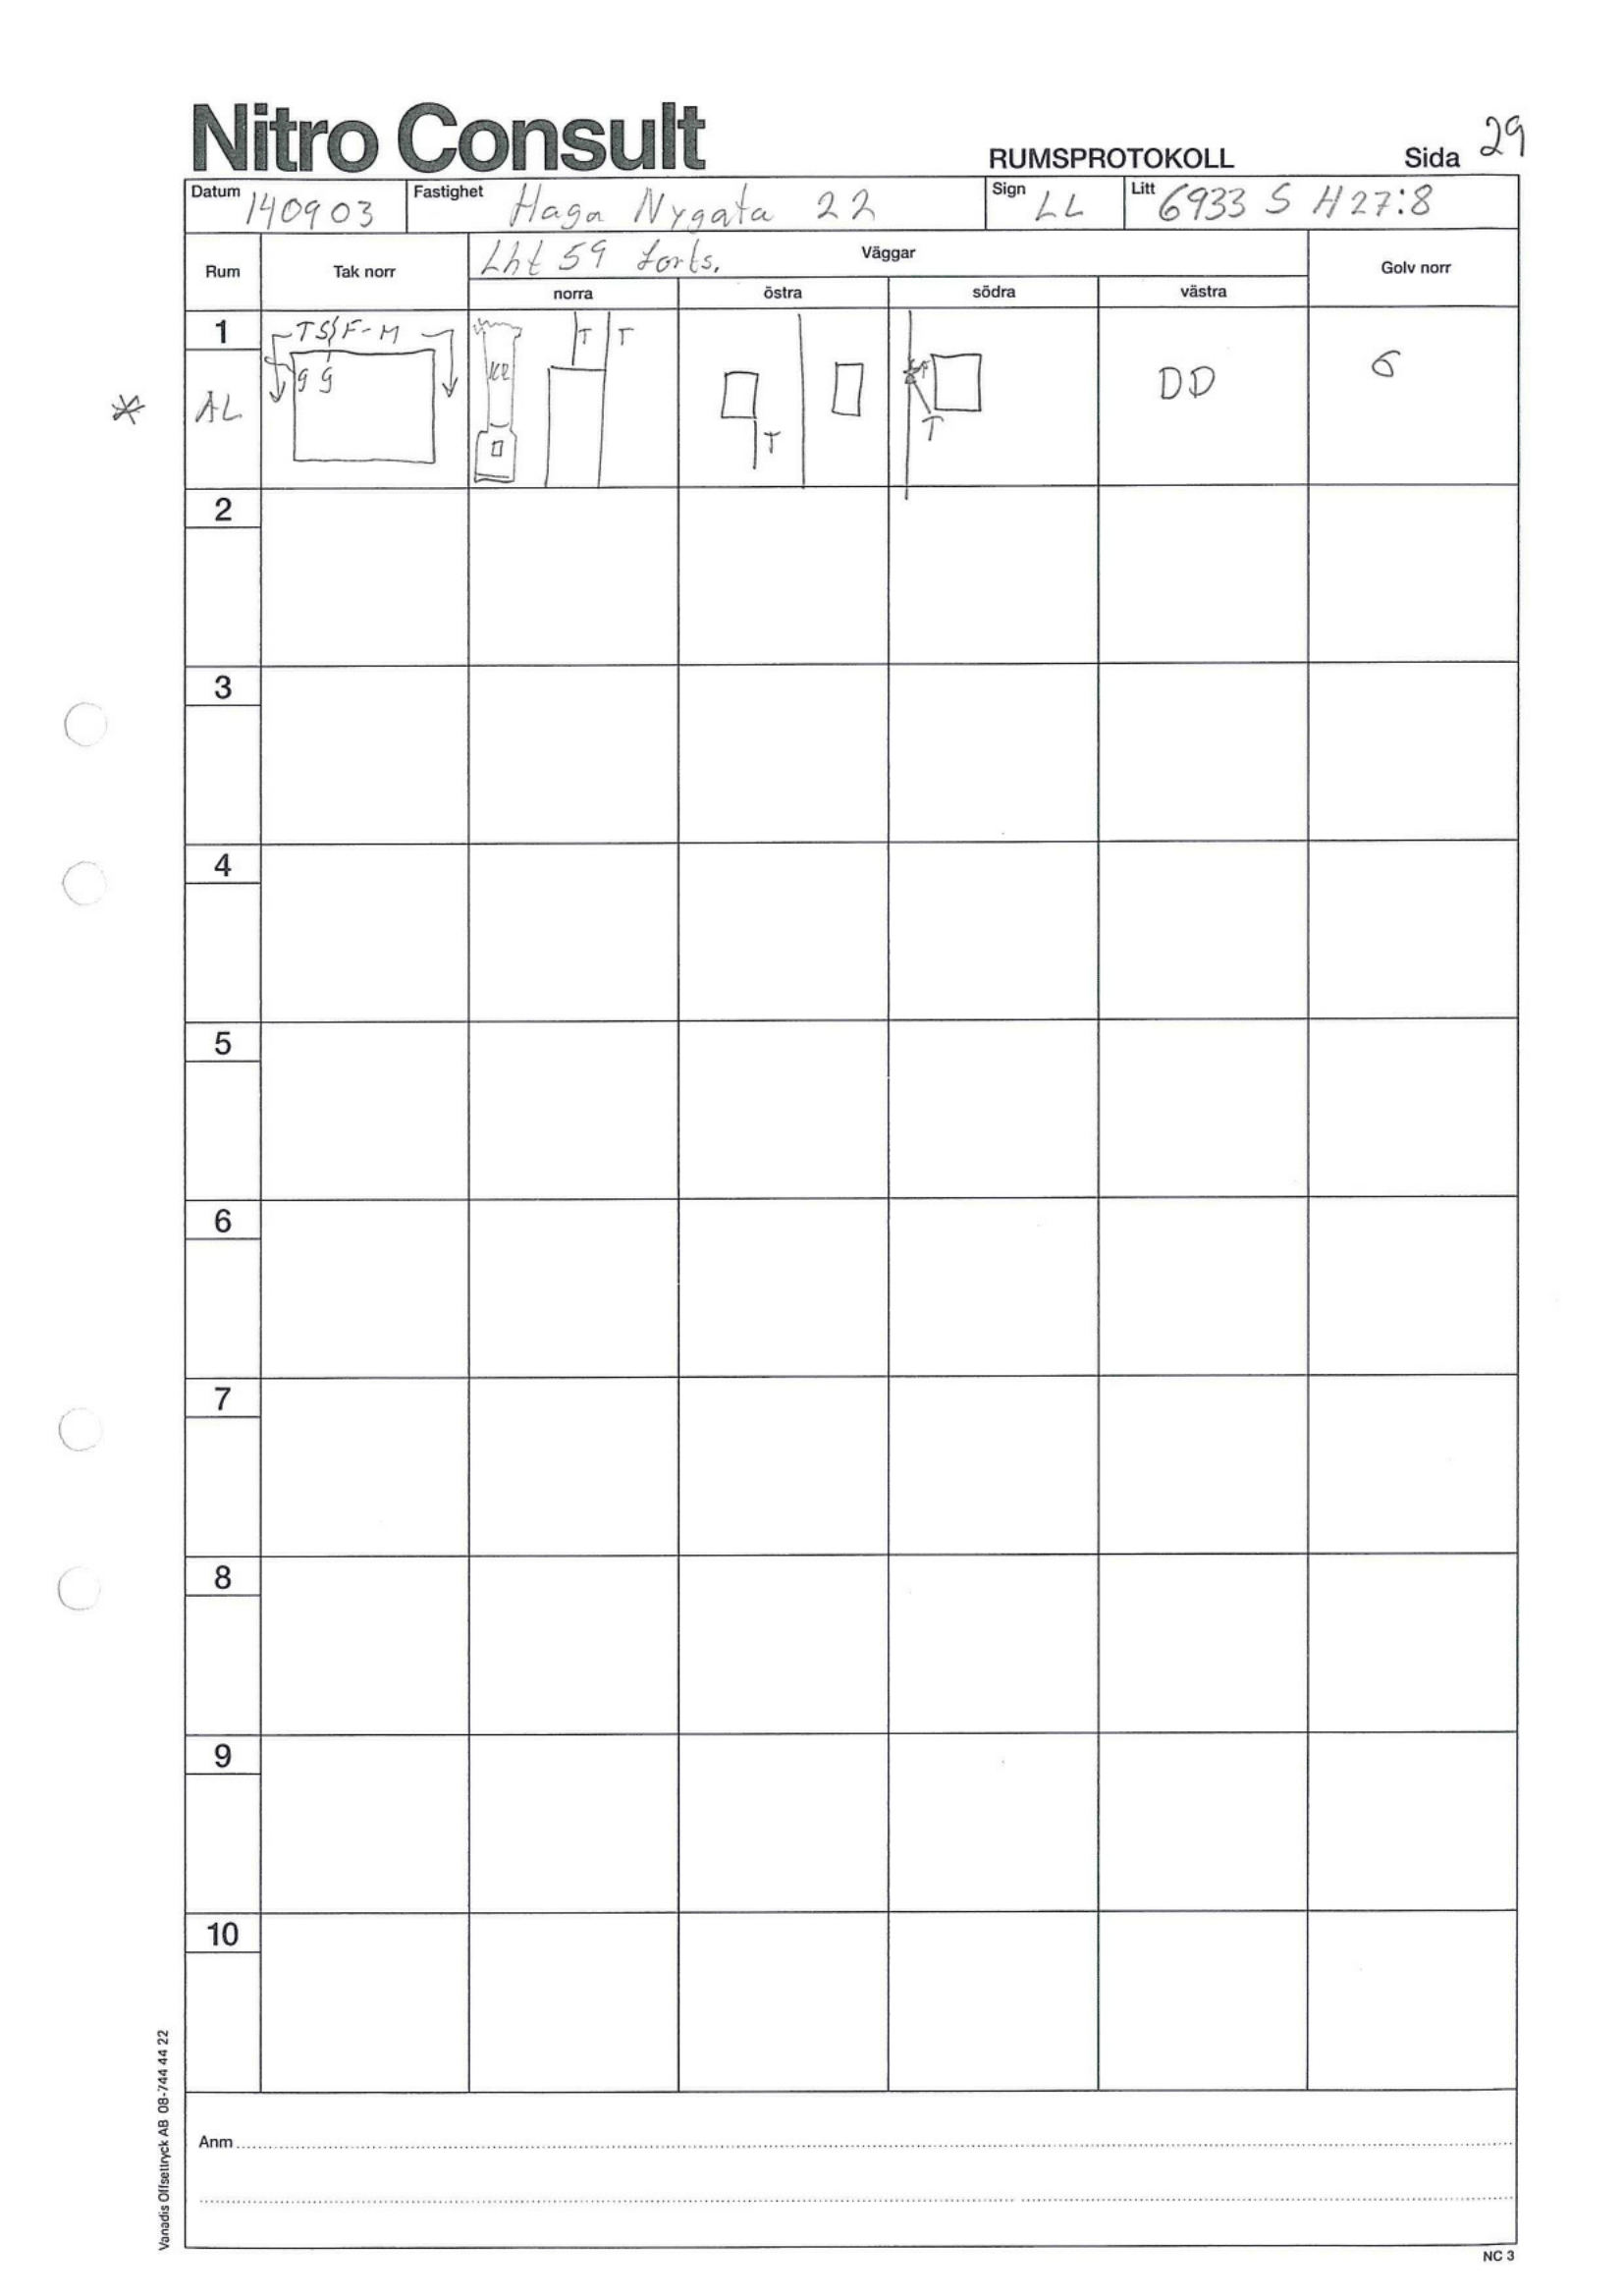 Nitro Consult
RUMSPROTOKOLL
Sida 29
Datum 140903
Fastighet Haga Nygata 22
Sign LL
Litt 6933 S H27:8
Rum
Tak norr
Lht 59 forts.
Väggar
Golv norr
norra
östra
södra
västra
1
TS/F-M
T T
g g
AL
T
T
DD
6
2
3
4
5
6
7
8
9
10
Anm
Vanadis Offsettryck AB 08-744 44 22
NC 3